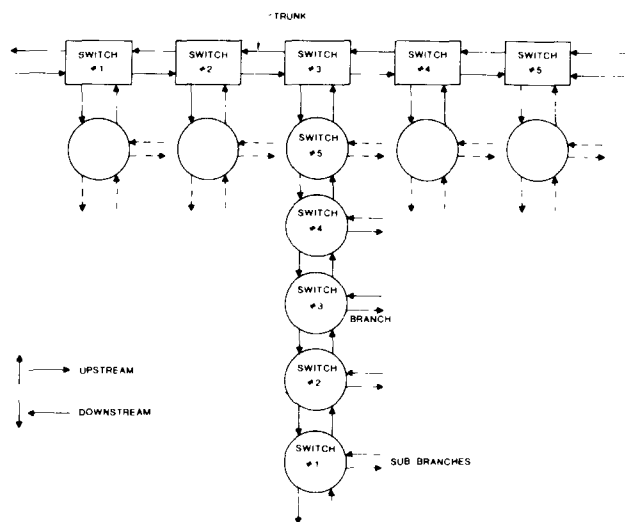 TRUNK
SWITCH
#1
SWITCH
#2
SWITCH
#3
SWITCH
#4
SWITCH
#5
SWITCH
#5
SWITCH
#4
SWITCH
#3
BRANCH
SWITCH
#2
UPSTREAM
DOWNSTREAM
SWITCH
#1
SUB BRANCHES